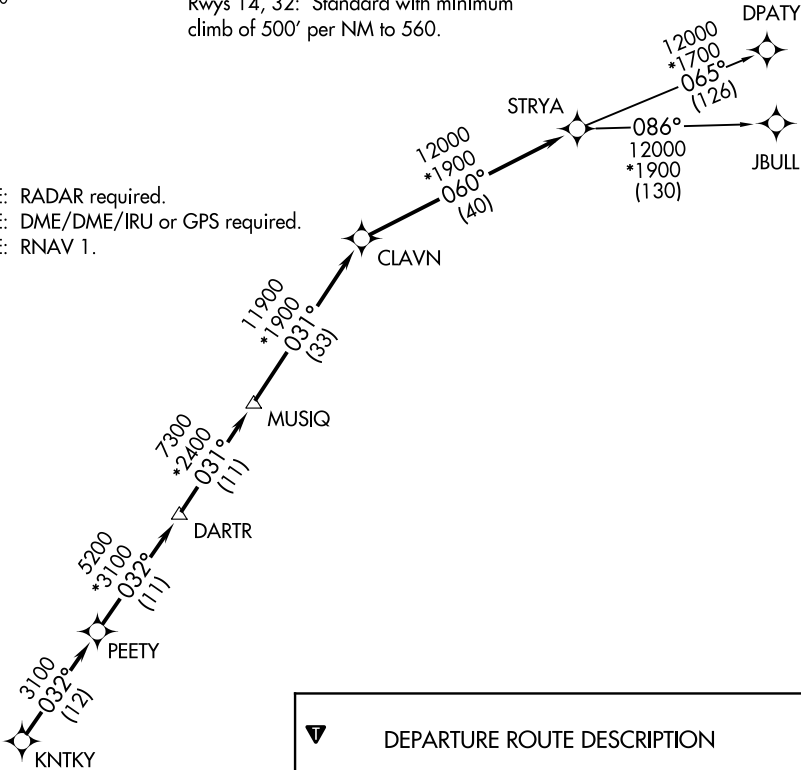 Rwys 14, 32: Standard with minimum
climb of 500' per NM to 560.
DPATY
12000
*1700
065°
(126)
STRYA
086°
12000
*1900
(130)
JBULL
12000
*1900
060°
(40)
E: RADAR required.
E: DME/DME/IRU or GPS required.
E: RNAV 1.
CLAVN
11900
*1900
031°
(33)
MUSIQ
7300
*2400
031°
(11)
DARTR
5200
*3100
032°
(11)
PEETY
3100
032°
(12)
KNTKY
T
DEPARTURE ROUTE DESCRIPTION